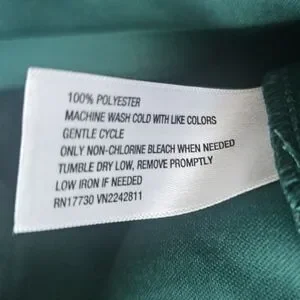 100% POLYESTER
MACHINE WASH COLD WITH LIKE COLORS
GENTLE CYCLE
ONLY NON-CHLORINE BLEACH WHEN NEEDED
TUMBLE DRY LOW, REMOVE PROMPTLY
LOW IRON IF NEEDED
RN17730 VN2242811